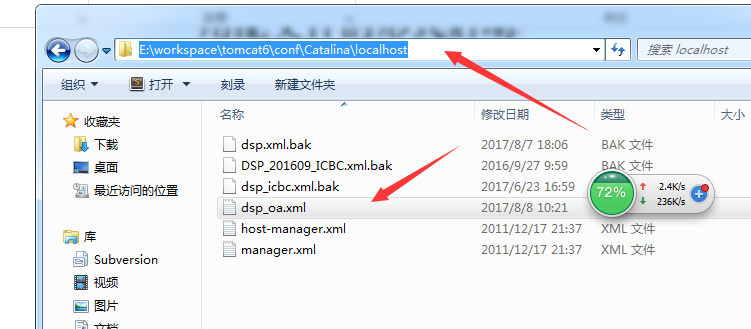 E:\workspace\tomcat6\conf\Catalina\localhost
搜索 localhost
组织 打开 刻录 新建文件夹
收藏夹
下载
桌面
最近访问的位置
库
Subversion
视频
图片
名称 修改日期 类型 大小
dsp.xml.bak 2017/8/7 18:06 BAK 文件
DSP_201609_ICBC.xml.bak 2016/9/27 9:59 BAK 文件
dsp_icbc.xml.bak 2017/6/23 16:59
dsp_oa.xml 2017/8/8 10:21
host-manager.xml 2011/12/17 21:37 XML 文件
manager.xml 2011/12/17 21:37 XML 文件
72%
2.4K/s
236K/s